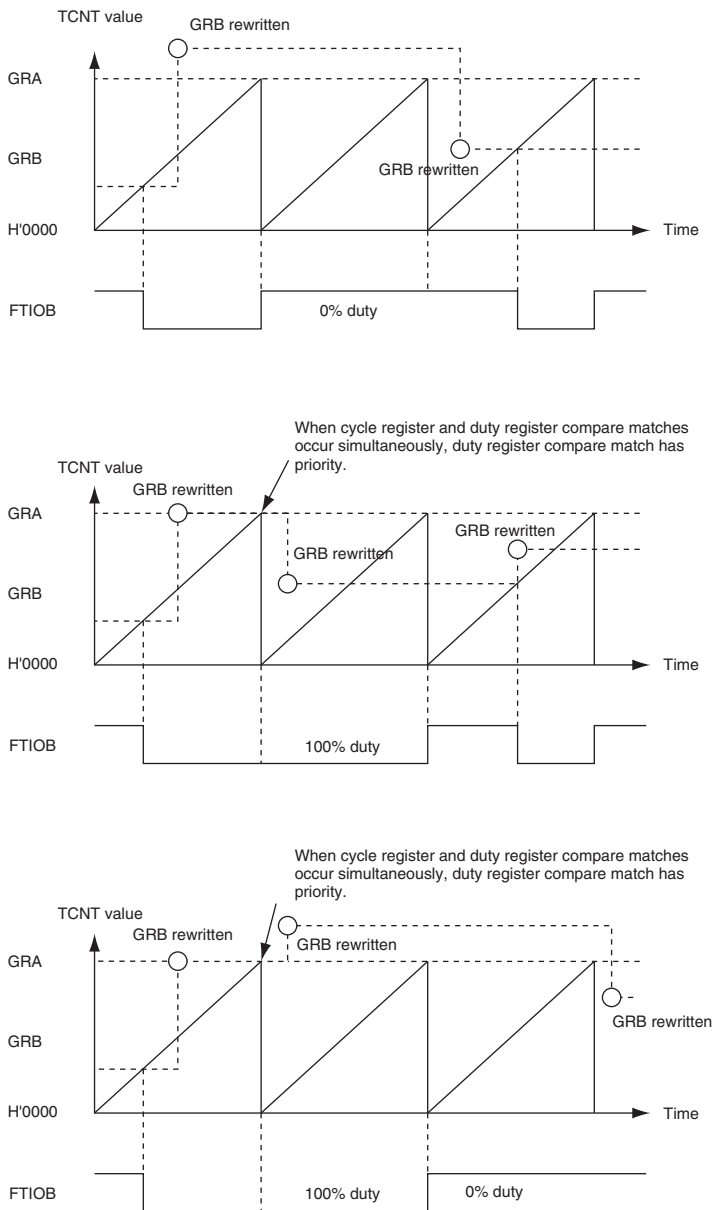 TCNT value
GRB rewritten
GRA
GRB
GRB rewritten
H'0000
Time
FTIOB
0% duty
When cycle register and duty register compare matches
occur simultaneously, duty register compare match has
priority.
TCNT value
GRB rewritten
GRA
GRB rewritten
GRB rewritten
GRB
H'0000
Time
FTIOB
100% duty
When cycle register and duty register compare matches
occur simultaneously, duty register compare match has
priority.
TCNT value
GRB rewritten
GRB rewritten
GRA
GRB rewritten
GRB
H'0000
Time
FTIOB
100% duty
0% duty